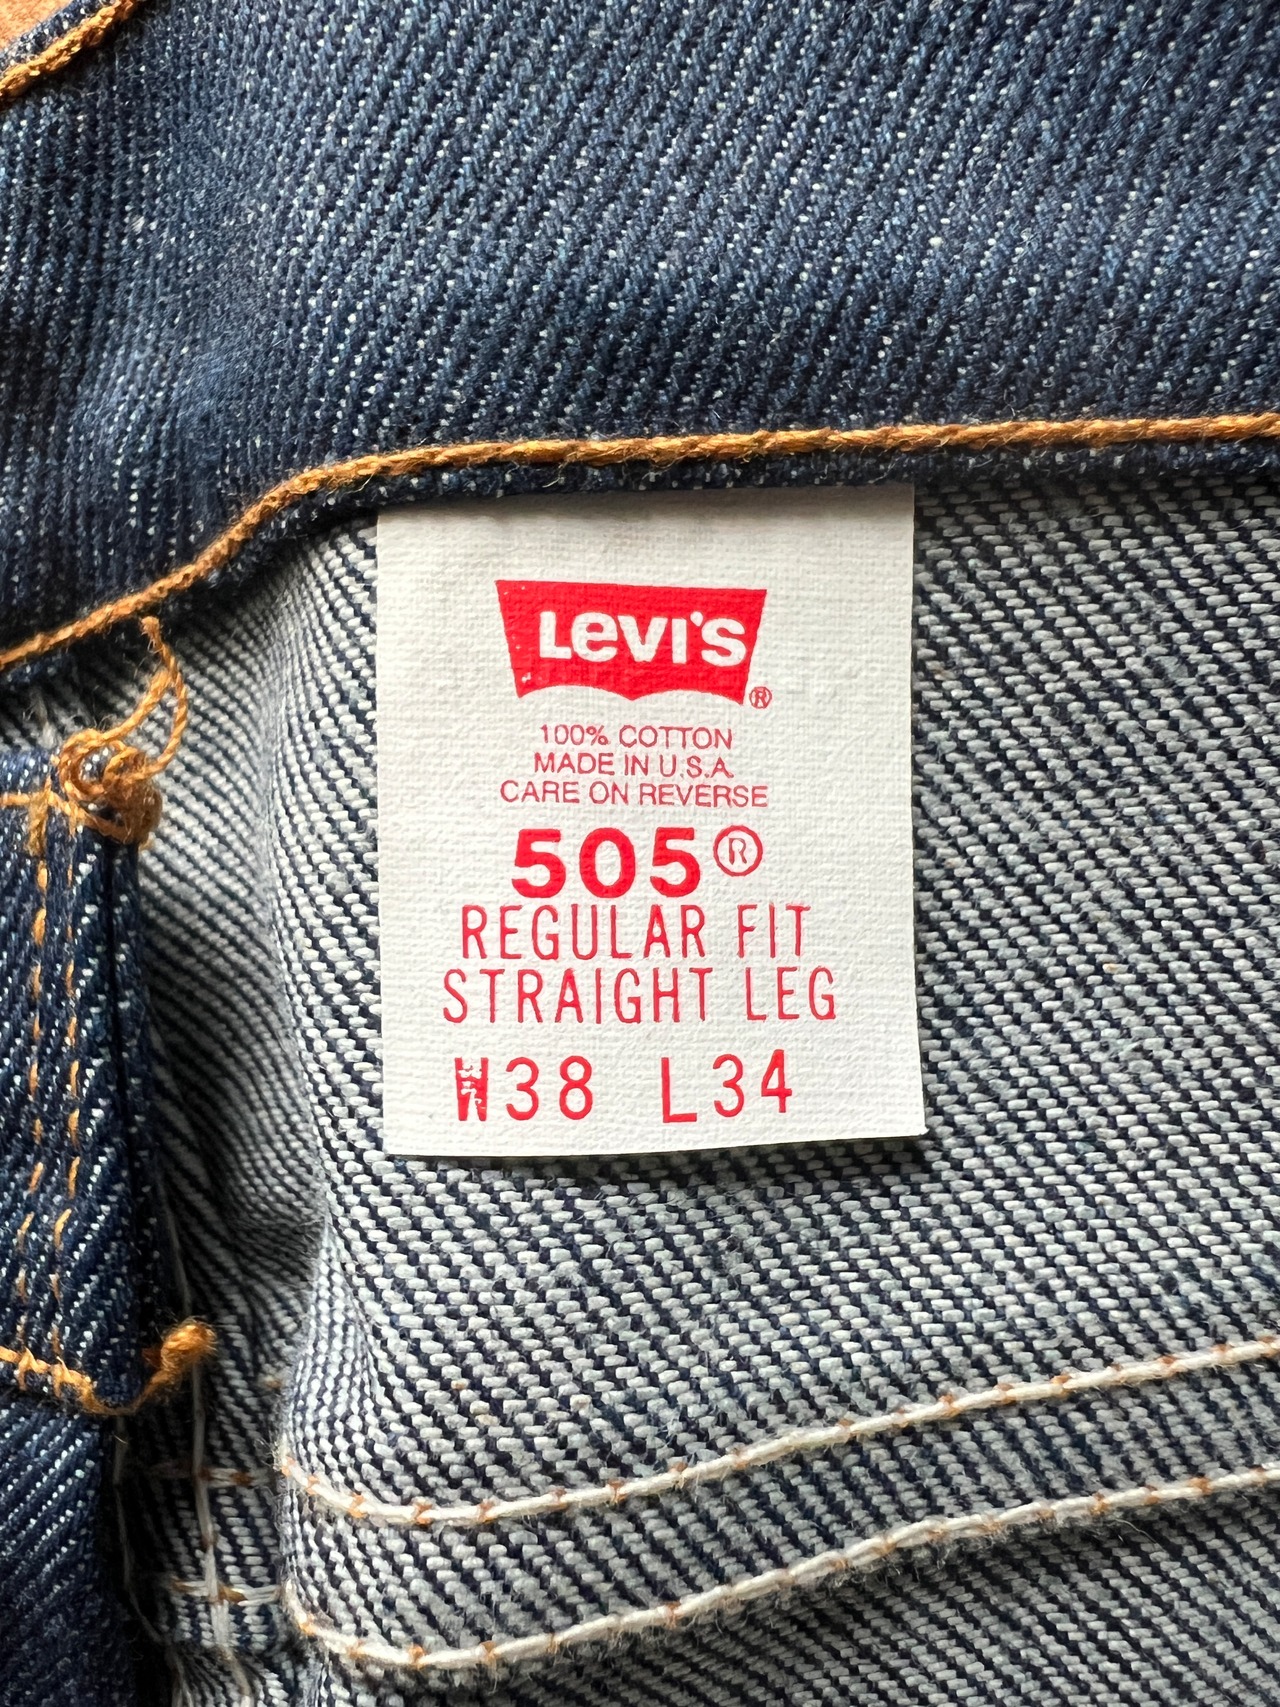 Levi's®
100% COTTON
MADE IN U.S.A.
CARE ON REVERSE
505®
REGULAR FIT
STRAIGHT LEG
W38 L34